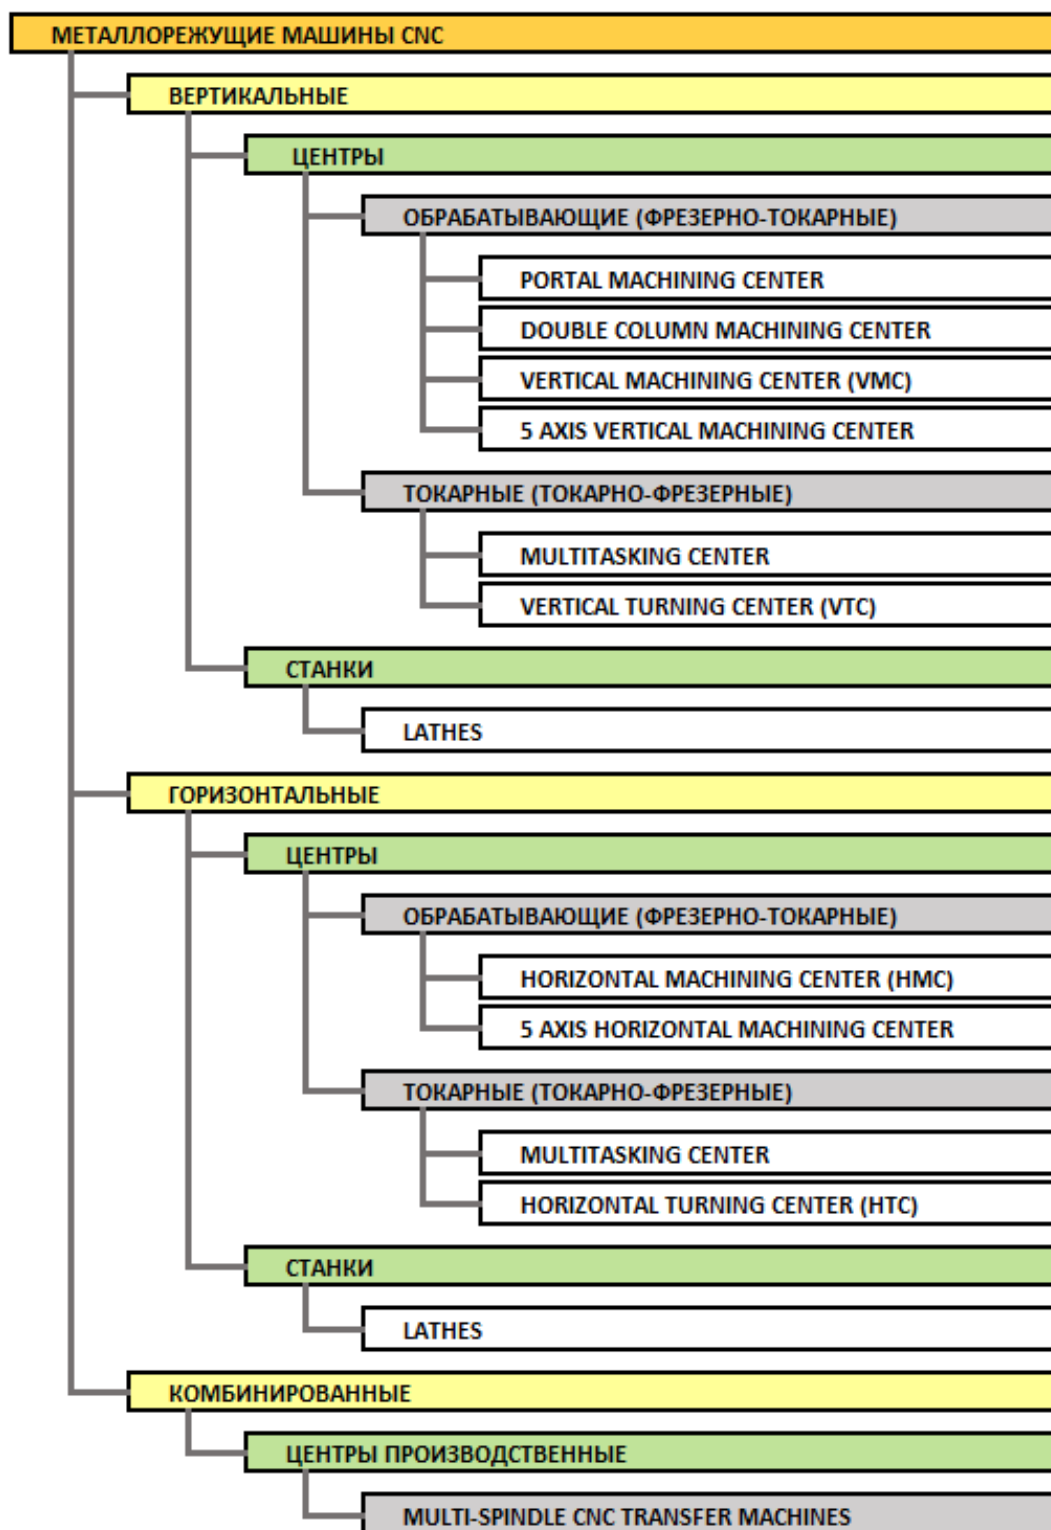 МЕТАЛЛОРЕЖУЩИЕ МАШИНЫ CNC
ВЕРТИКАЛЬНЫЕ
ЦЕНТРЫ
ОБРАБАТЫВАЮЩИЕ (ФРЕЗЕРНО-ТОКАРНЫЕ)
PORTAL MACHINING CENTER
DOUBLE COLUMN MACHINING CENTER
VERTICAL MACHINING CENTER (VMC)
5 AXIS VERTICAL MACHINING CENTER
ТОКАРНЫЕ (ТОКАРНО-ФРЕЗЕРНЫЕ)
MULTITASKING CENTER
VERTICAL TURNING CENTER (VTC)
СТАНКИ
LATHES
ГОРИЗОНТАЛЬНЫЕ
ЦЕНТРЫ
ОБРАБАТЫВАЮЩИЕ (ФРЕЗЕРНО-ТОКАРНЫЕ)
HORIZONTAL MACHINING CENTER (HMC)
5 AXIS HORIZONTAL MACHINING CENTER
ТОКАРНЫЕ (ТОКАРНО-ФРЕЗЕРНЫЕ)
MULTITASKING CENTER
HORIZONTAL TURNING CENTER (HTC)
СТАНКИ
LATHES
КОМБИНИРОВАННЫЕ
ЦЕНТРЫ ПРОИЗВОДСТВЕННЫЕ
MULTI-SPINDLE CNC TRANSFER MACHINES